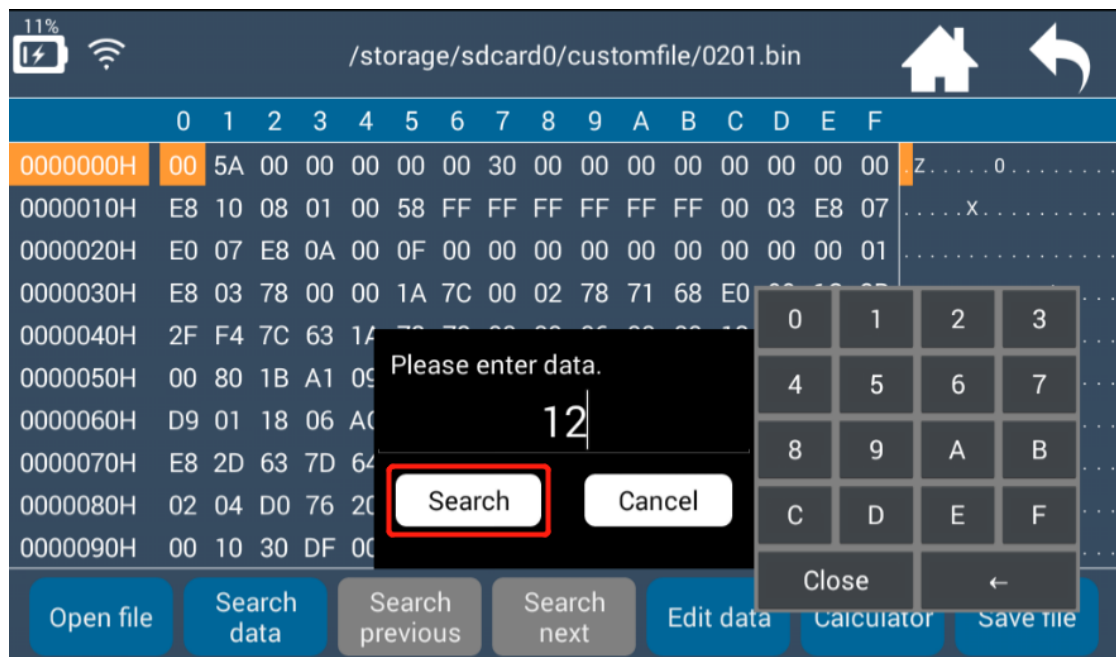 11%
/storage/sdcard0/customfile/0201.bin
0 1 2 3 4 5 6 7 8 9 A B C D E F
0000000H 00 5A 00 00 00 00 00 30 00 00 00 00 00 00 00 00 .Z.....0........
0000010H E8 10 08 01 00 58 FF FF FF FF FF FF 00 03 E8 07 .....X..........
0000020H E0 07 E8 0A 00 0F 00 00 00 00 00 00 00 00 00 01 ................
0000030H E8 03 78 00 00 1A 7C 00 02 78 71 68 E0
0000040H 2F F4 7C 63 1A
0000050H 00 80 1B A1 09
0000060H D9 01 18 06
0000070H E8 2D 63 7D 64
0000080H 02 04 D0 76 20
0000090H 00 10 30 DF 00
Please enter data.
12
Search Cancel
0 1 2 3
4 5 6 7
8 9 A B
C D E F
Close ←
Open file
Search data
Search previous
Search next
Edit data
Calculator
Save file